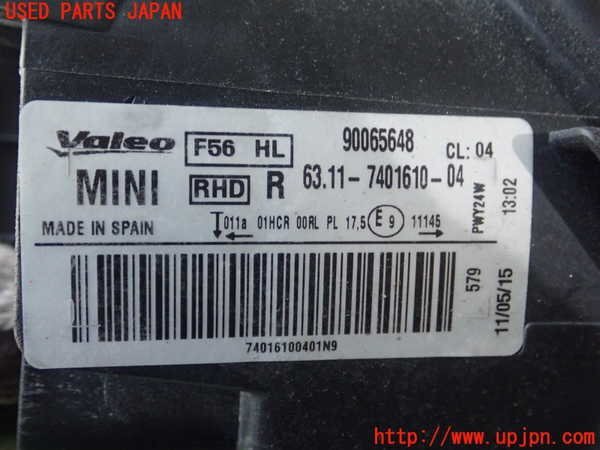 USED PARTS JAPAN
Valeo F56 HL 90065648 CL: 04
MINI RHD R 63.11-7401610-04
MADE IN SPAIN
011a 01HCR 00RL PL 17,5 E 9 11145
PWY24W
13:02
579
11/05/15
74016100401N9
http://www.upjpn.com/